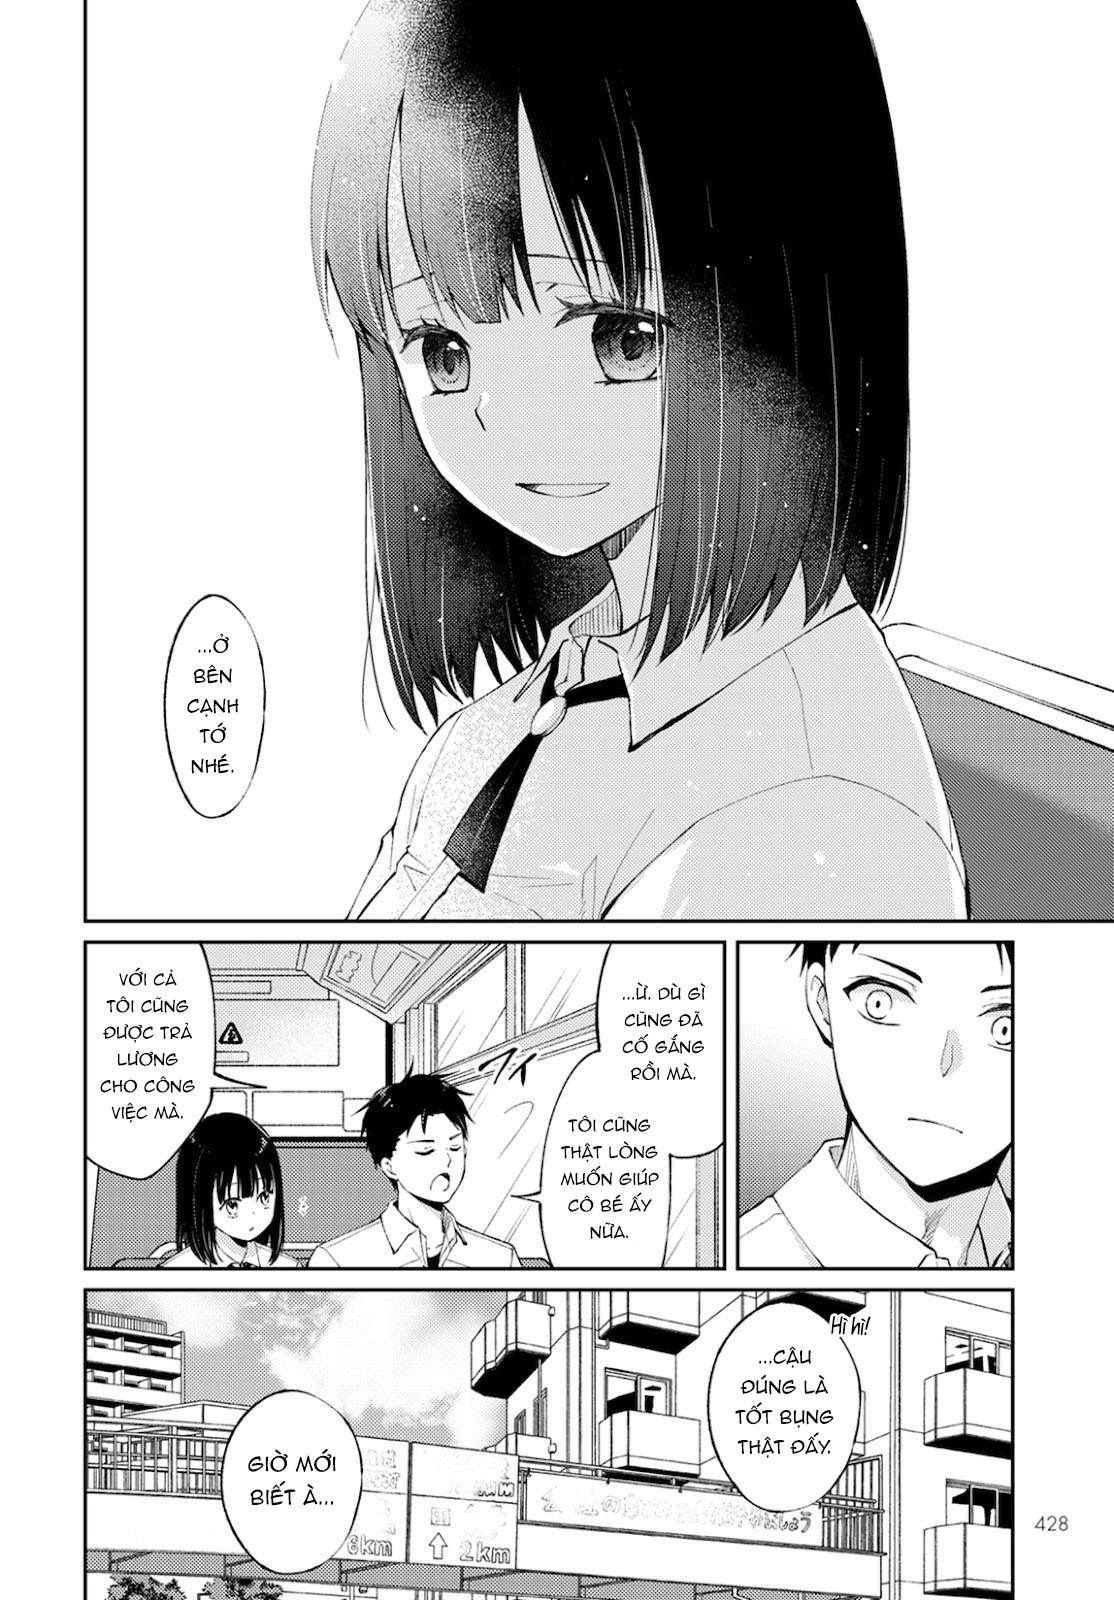 ...Ở
BÊN
CẠNH
TỚ
NHÉ.
...Ừ. DÙ GÌ
CŨNG ĐÃ
CỐ GẮNG
RỒI MÀ.
TÔI CŨNG
THẬT LÒNG
MUỐN GIÚP
CÔ BÉ ẤY
NỮA.
VỚI CẢ
TÔI CŨNG
ĐƯỢC TRẢ
LƯƠNG
CHO CÔNG
VIỆC MÀ.
Hì hì!
...CẬU
ĐÚNG LÀ
TỐT BỤNG
THẬT ĐẤY.
GIỜ MỚI
BIẾT À...
6km
2km
428